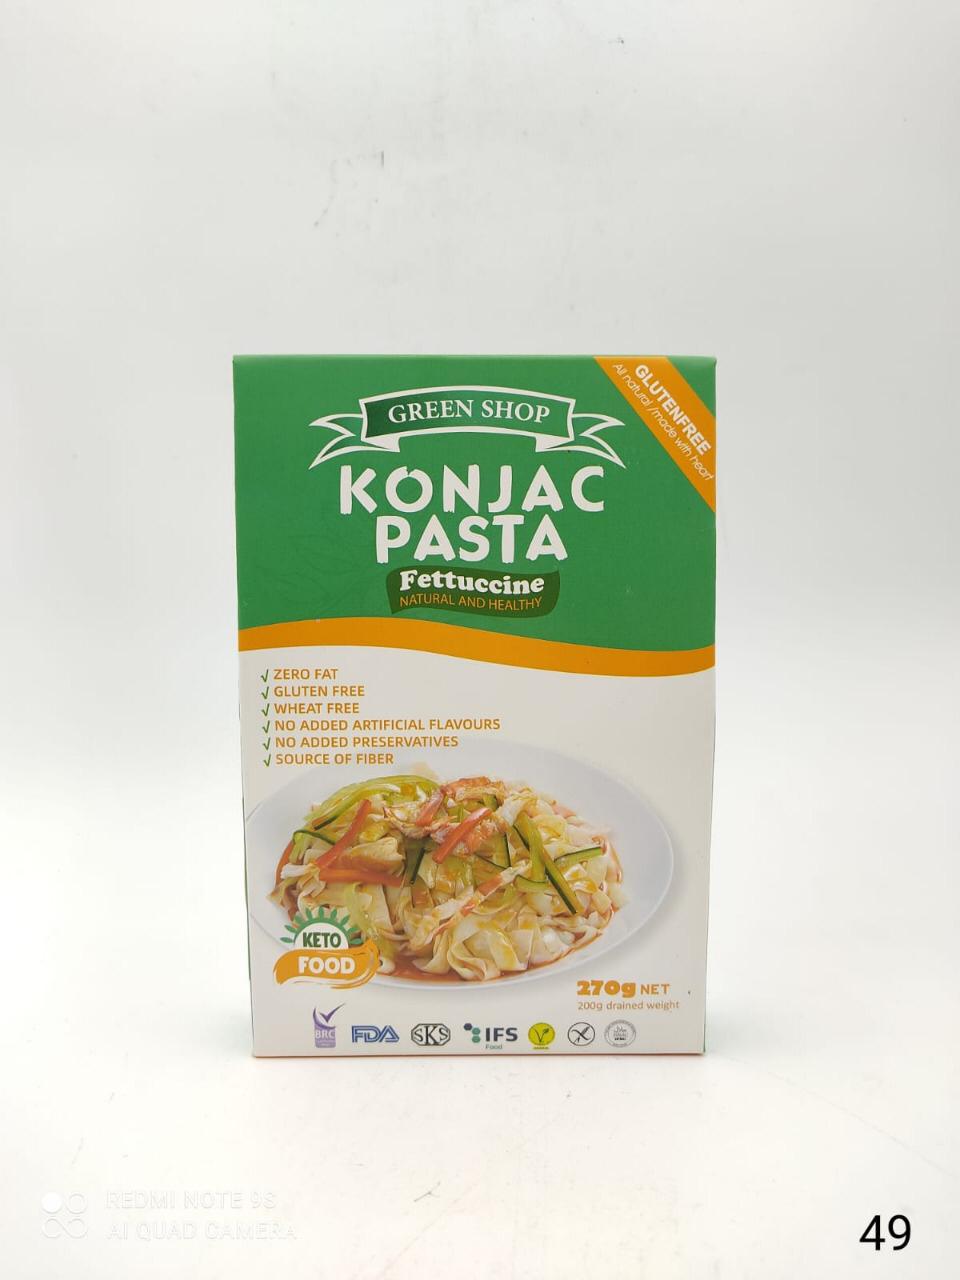 GREEN SHOP
KONJAC
PASTA
Fettuccine
NATURAL AND HEALTHY
GLUTENFREE
All natural /made with heart
ZERO FAT
GLUTEN FREE
WHEAT FREE
NO ADDED ARTIFICIAL FLAVOURS
NO ADDED PRESERVATIVES
SOURCE OF FIBER
KETO
FOOD
270g NET
200g drained weight
BRC
FDA
SKS
IFS
Food
V
REDMI NOTE 9S
AI QUAD CAMERA
49